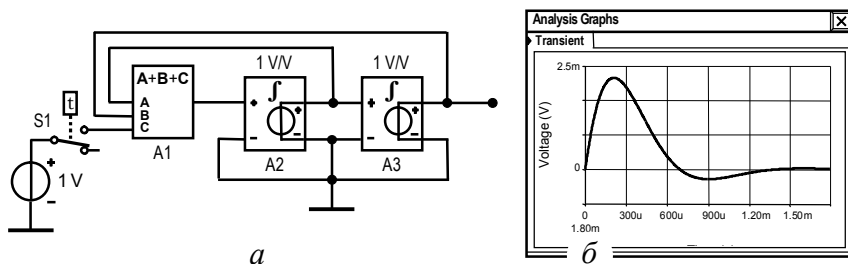 1 V/V
1 V/V
A+B+C
A
B
C
t
S1
A1
A2
A3
1 V
а
Analysis Graphs
Transient
2.5m
0
Voltage (V)
0 300u 600u 900u 1.20m 1.50m
1.80m
б